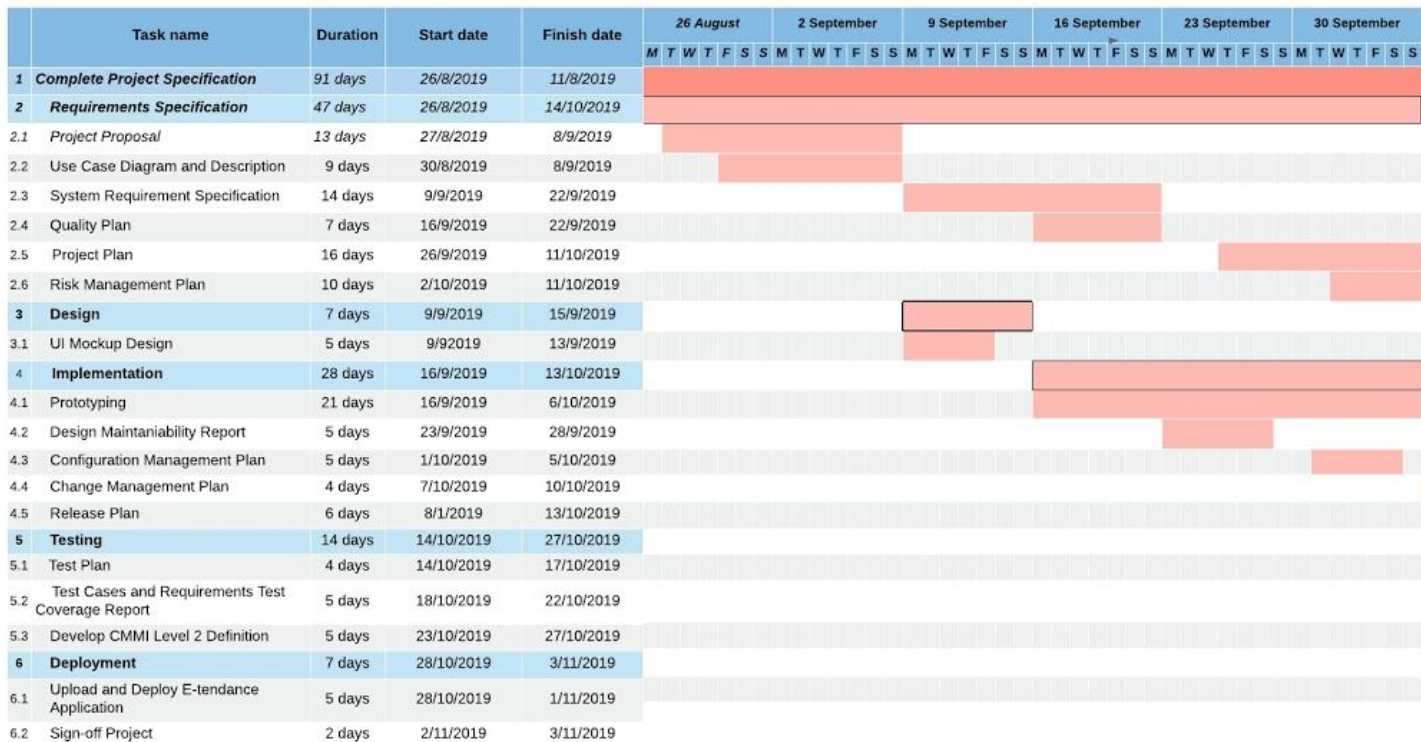 Task name Duration Start date Finish date 26 August 2 September 9 September 16 September 23 September 30 September
M T W T F S S M T W T F S S M T W T F S S M T W T F S S M T W T F S S M T W T F S S
1 Complete Project Specification 91 days 26/8/2019 11/8/2019
2 Requirements Specification 47 days 26/8/2019 14/10/2019
2.1 Project Proposal 13 days 27/8/2019 8/9/2019
2.2 Use Case Diagram and Description 9 days 30/8/2019 8/9/2019
2.3 System Requirement Specification 14 days 9/9/2019 22/9/2019
2.4 Quality Plan 7 days 16/9/2019 22/9/2019
2.5 Project Plan 16 days 26/9/2019 11/10/2019
2.6 Risk Management Plan 10 days 2/10/2019 11/10/2019
3 Design 7 days 9/9/2019 15/9/2019
3.1 UI Mockup Design 5 days 9/92019 13/9/2019
4 Implementation 28 days 16/9/2019 13/10/2019
4.1 Prototyping 21 days 16/9/2019 6/10/2019
4.2 Design Maintaniability Report 5 days 23/9/2019 28/9/2019
4.3 Configuration Management Plan 5 days 1/10/2019 5/10/2019
4.4 Change Management Plan 4 days 7/10/2019 10/10/2019
4.5 Release Plan 6 days 8/1/2019 13/10/2019
5 Testing 14 days 14/10/2019 27/10/2019
5.1 Test Plan 4 days 14/10/2019 17/10/2019
5.2 Test Cases and Requirements Test
Coverage Report 5 days 18/10/2019 22/10/2019
5.3 Develop CMMI Level 2 Definition 5 days 23/10/2019 27/10/2019
6 Deployment 7 days 28/10/2019 3/11/2019
6.1 Upload and Deploy E-tendance
Application 5 days 28/10/2019 1/11/2019
6.2 Sign-off Project 2 days 2/11/2019 3/11/2019